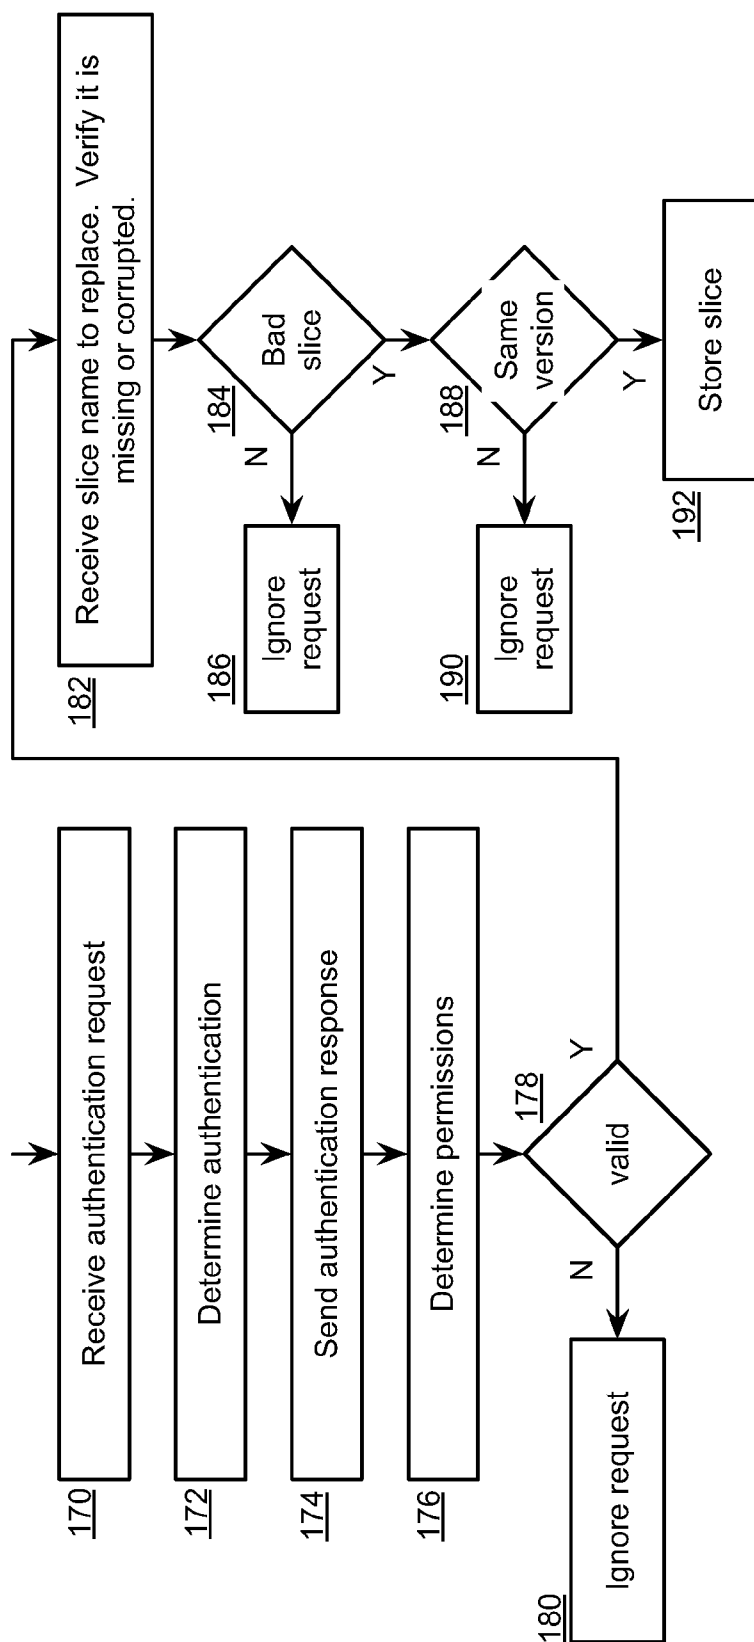 170
Receive authentication request
172
Determine authentication
174
Send authentication response
176
Determine permissions
178
valid
N
Y
180
Ignore request
182
Receive slice name to replace. Verify it is
missing or corrupted.
184
Bad
slice
N
Y
186
Ignore
request
188
Same
version
N
Y
190
Ignore
request
192
Store slice